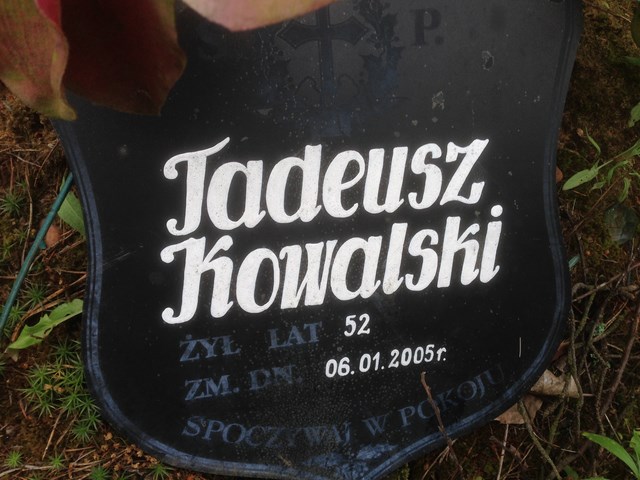 Ś. P.
Tadeusz
Kowalski
ŻYŁ LAT 52
ZM. DN. 06.01.2005r.
SPOCZYWAJ W POKOJU